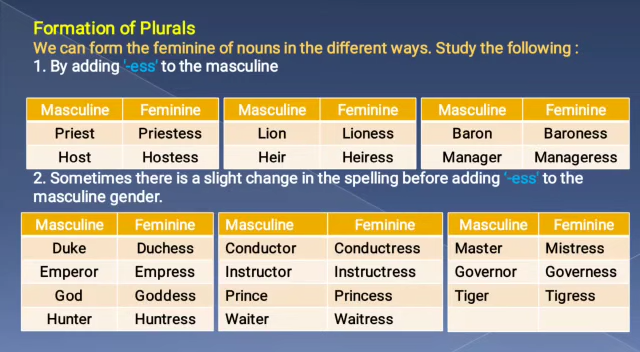 Formation of Plurals
We can form the feminine of nouns in the different ways. Study the following :
1. By adding '-ess' to the masculine
Masculine Feminine Masculine Feminine Masculine Feminine
Priest Priestess Lion Lioness Baron Baroness
Host Hostess Heir Heiress Manager Manageress
2. Sometimes there is a slight change in the spelling before adding '-ess' to the
masculine gender.
Masculine Feminine Masculine Feminine Masculine Feminine
Duke Duchess Conductor Conductress Master Mistress
Emperor Empress Instructor Instructress Governor Governess
God Goddess Prince Princess Tiger Tigress
Hunter Huntress Waiter Waitress